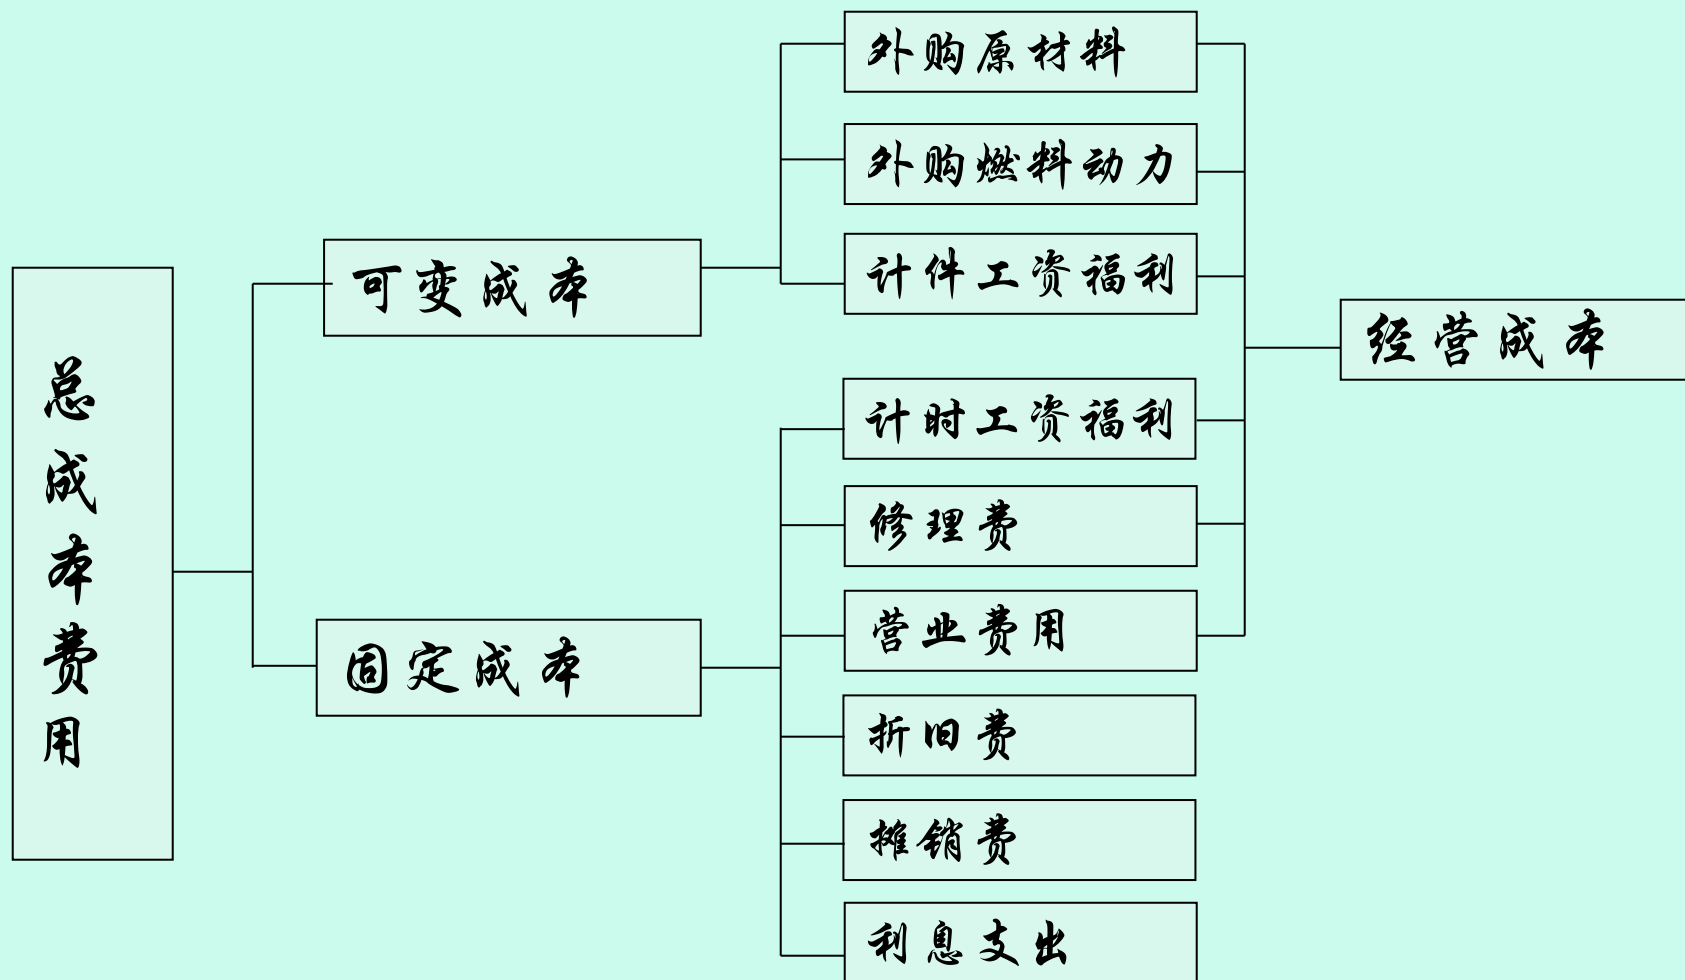 总成本费用
可变成本
固定成本
外购原材料
外购燃料动力
计件工资福利
计时工资福利
修理费
营业费用
折旧费
摊销费
利息支出
经营成本